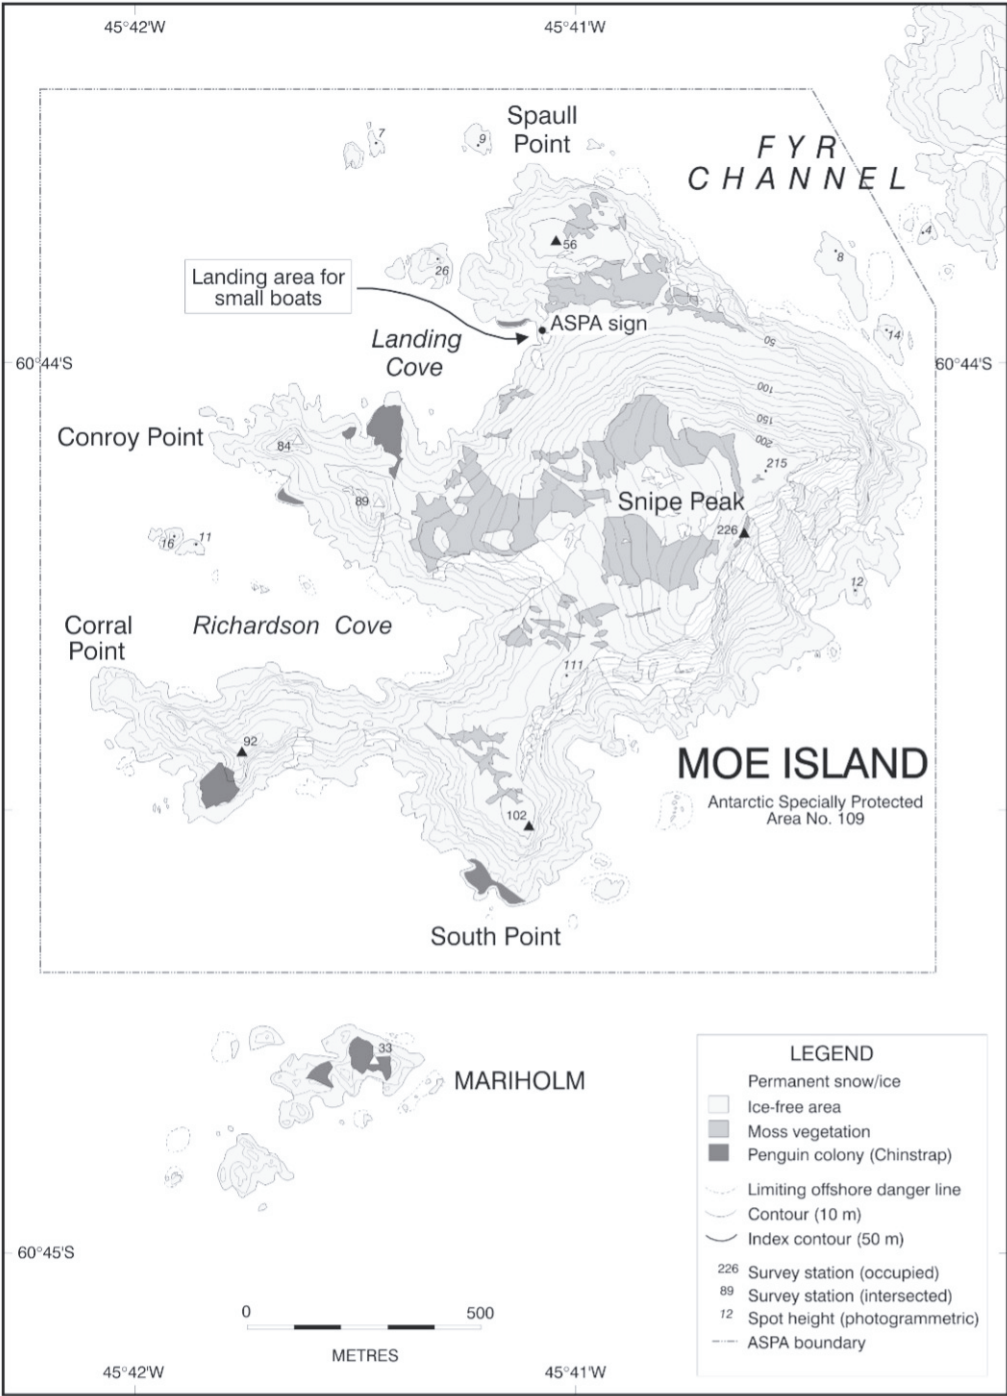 45°42'W
45°41'W
Spaull
Point
FYR
CHANNEL
7
9
4
56
8
26
Landing area for
small boats
ASPA sign
14
Landing
Cove
50
60°44'S
60°44'S
100
150
200
Conroy Point
84
215
Snipe Peak
89
226
16
11
12
Corral
Point
Richardson Cove
111
92
MOE ISLAND
Antarctic Specially Protected
Area No. 109
102
South Point
33
MARIHOLM
LEGEND
Permanent snow/ice
Ice-free area
Moss vegetation
Penguin colony (Chinstrap)
Limiting offshore danger line
Contour (10 m)
Index contour (50 m)
226 Survey station (occupied)
89 Survey station (intersected)
12 Spot height (photogrammetric)
ASPA boundary
60°45'S
0
500
METRES
45°42'W
45°41'W